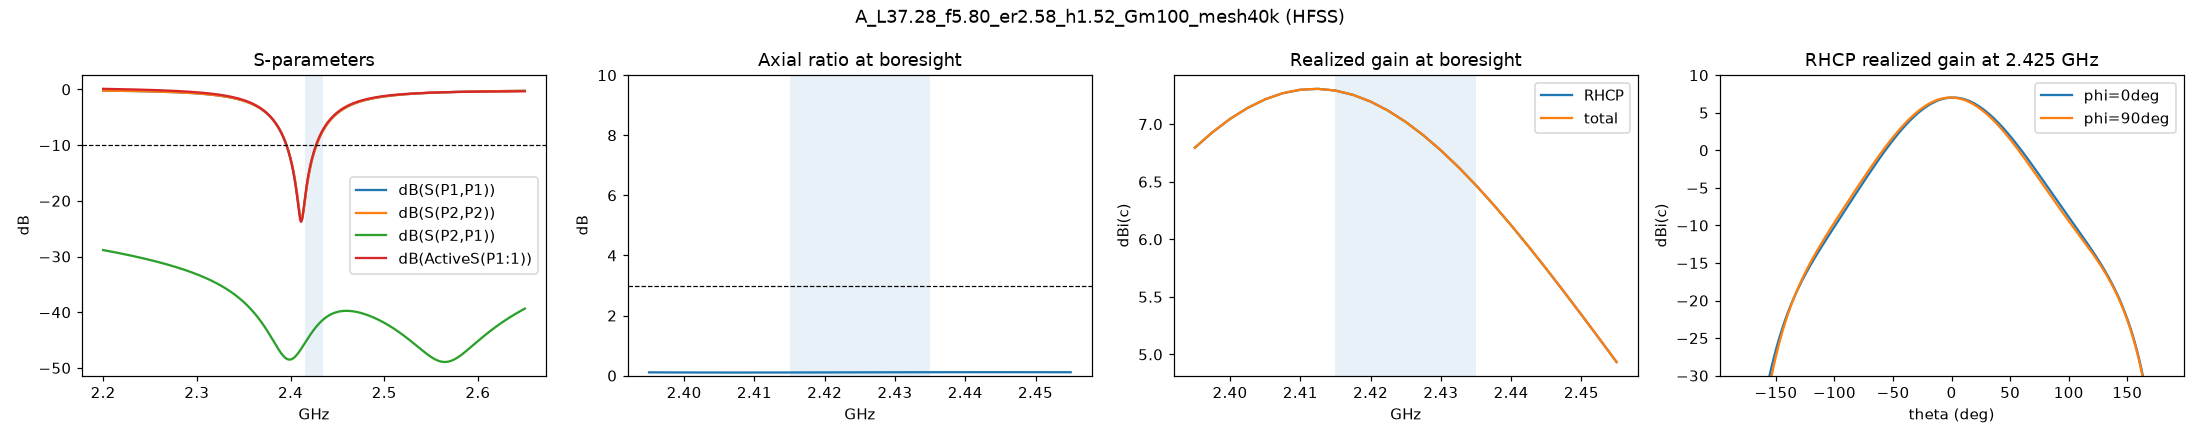 A_L37.28_f5.80_er2.58_h1.52_Gm100_mesh40k (HFSS)
S-parameters
0
−10
−20
−30
−40
−50
dB
2.2 2.3 2.4 2.5 2.6
GHz
dB(S(P1,P1))
dB(S(P2,P2))
dB(S(P2,P1))
dB(ActiveS(P1:1))
Axial ratio at boresight
10
8
6
4
2
0
dB
2.40 2.41 2.42 2.43 2.44 2.45
GHz
Realized gain at boresight
7.0
6.5
6.0
5.5
5.0
dBi(c)
2.40 2.41 2.42 2.43 2.44 2.45
GHz
RHCP
total
RHCP realized gain at 2.425 GHz
10
5
0
−5
−10
−15
−20
−25
−30
dBi(c)
−150 −100 −50 0 50 100 150
theta (deg)
phi=0deg
phi=90deg